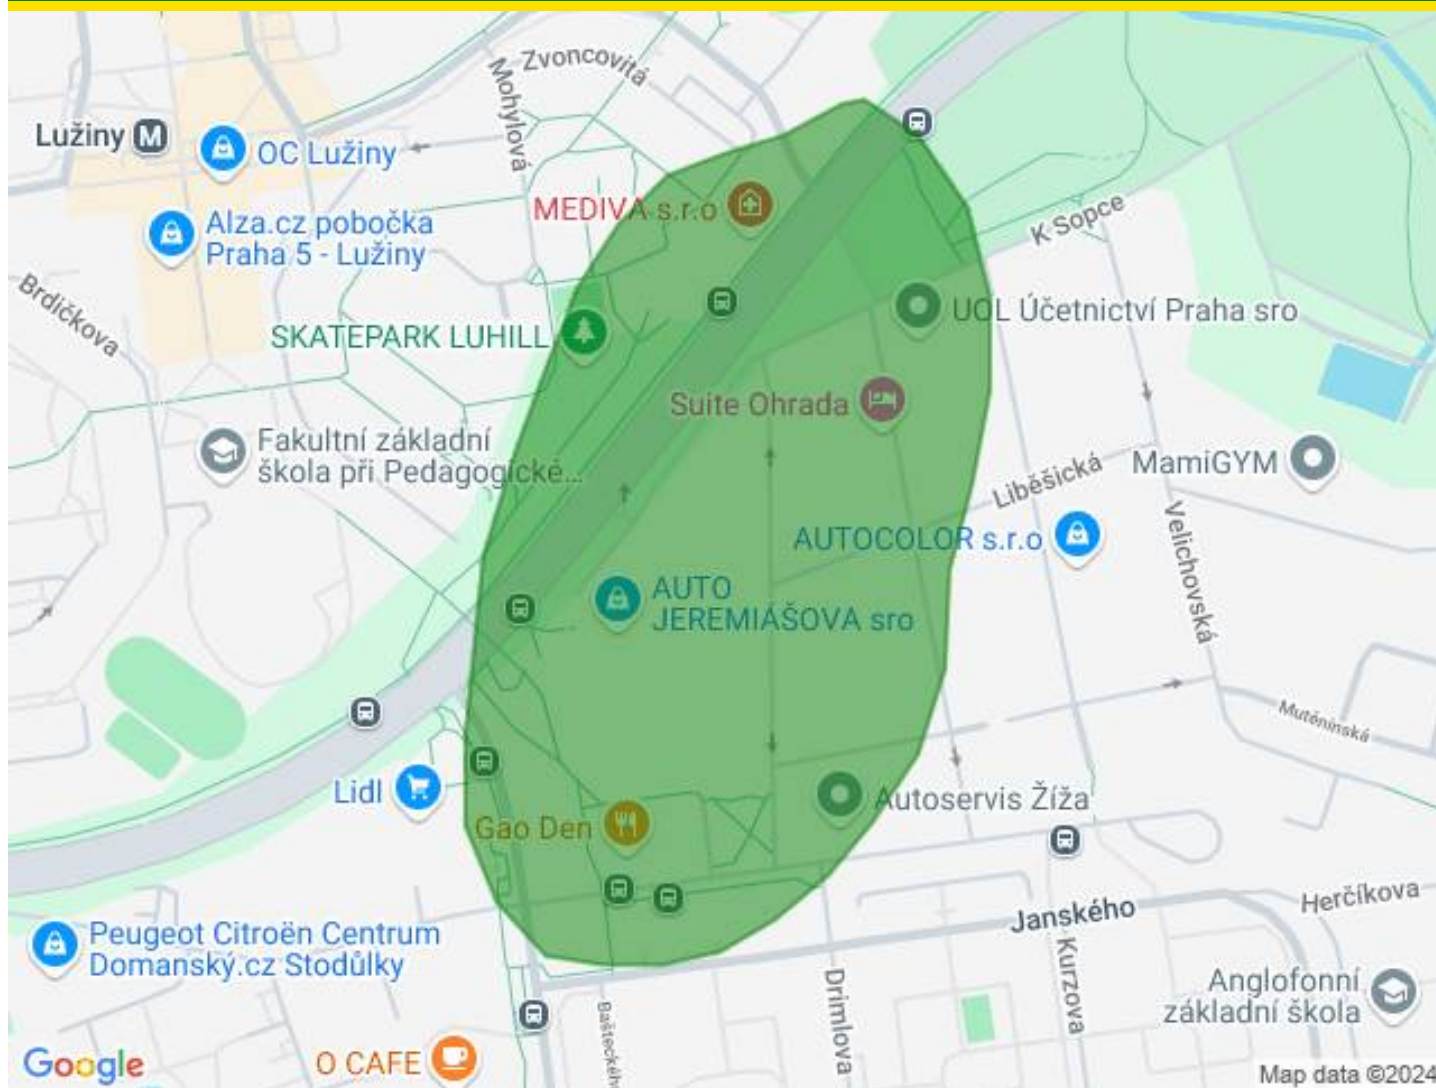 Zvoncovitá
Mohylová
Lužiny M
OC Lužiny
Alza.cz pobočka
Praha 5 - Lužiny
MEDIVA s.r.o
K Sopce
Brdičkova
UOL Účetnictví Praha sro
SKATEPARK LUHILL
Suite Ohrada
Fakultní základní
škola při Pedagogické...
MamiGYM
Liběšická
AUTOCOLOR s.r.o
Velichovská
AUTO
JEREMIÁŠOVA sro
Mutěninská
Lidl
Gao Den
Autoservis Žíža
Janského
Herčíkova
Peugeot Citroën Centrum
Domanský.cz Stodůlky
Kurzova
Drimlova
Anglofonní
základní škola
Bašteckého
O CAFE
Google
Map data ©2024